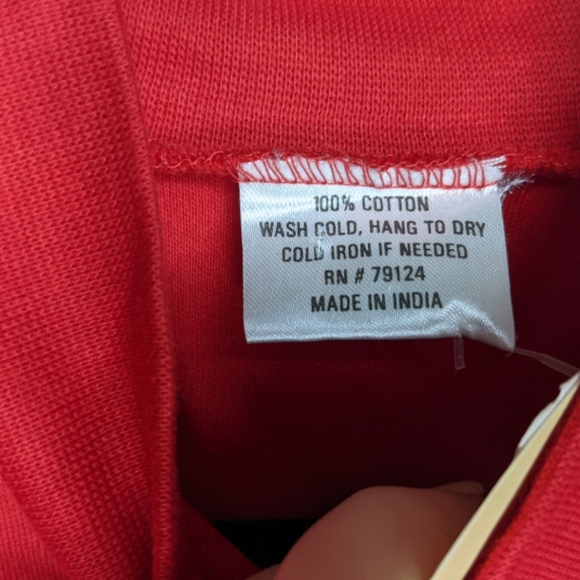 100% COTTON
WASH COLD, HANG TO DRY
COLD IRON IF NEEDED
RN # 79124
MADE IN INDIA